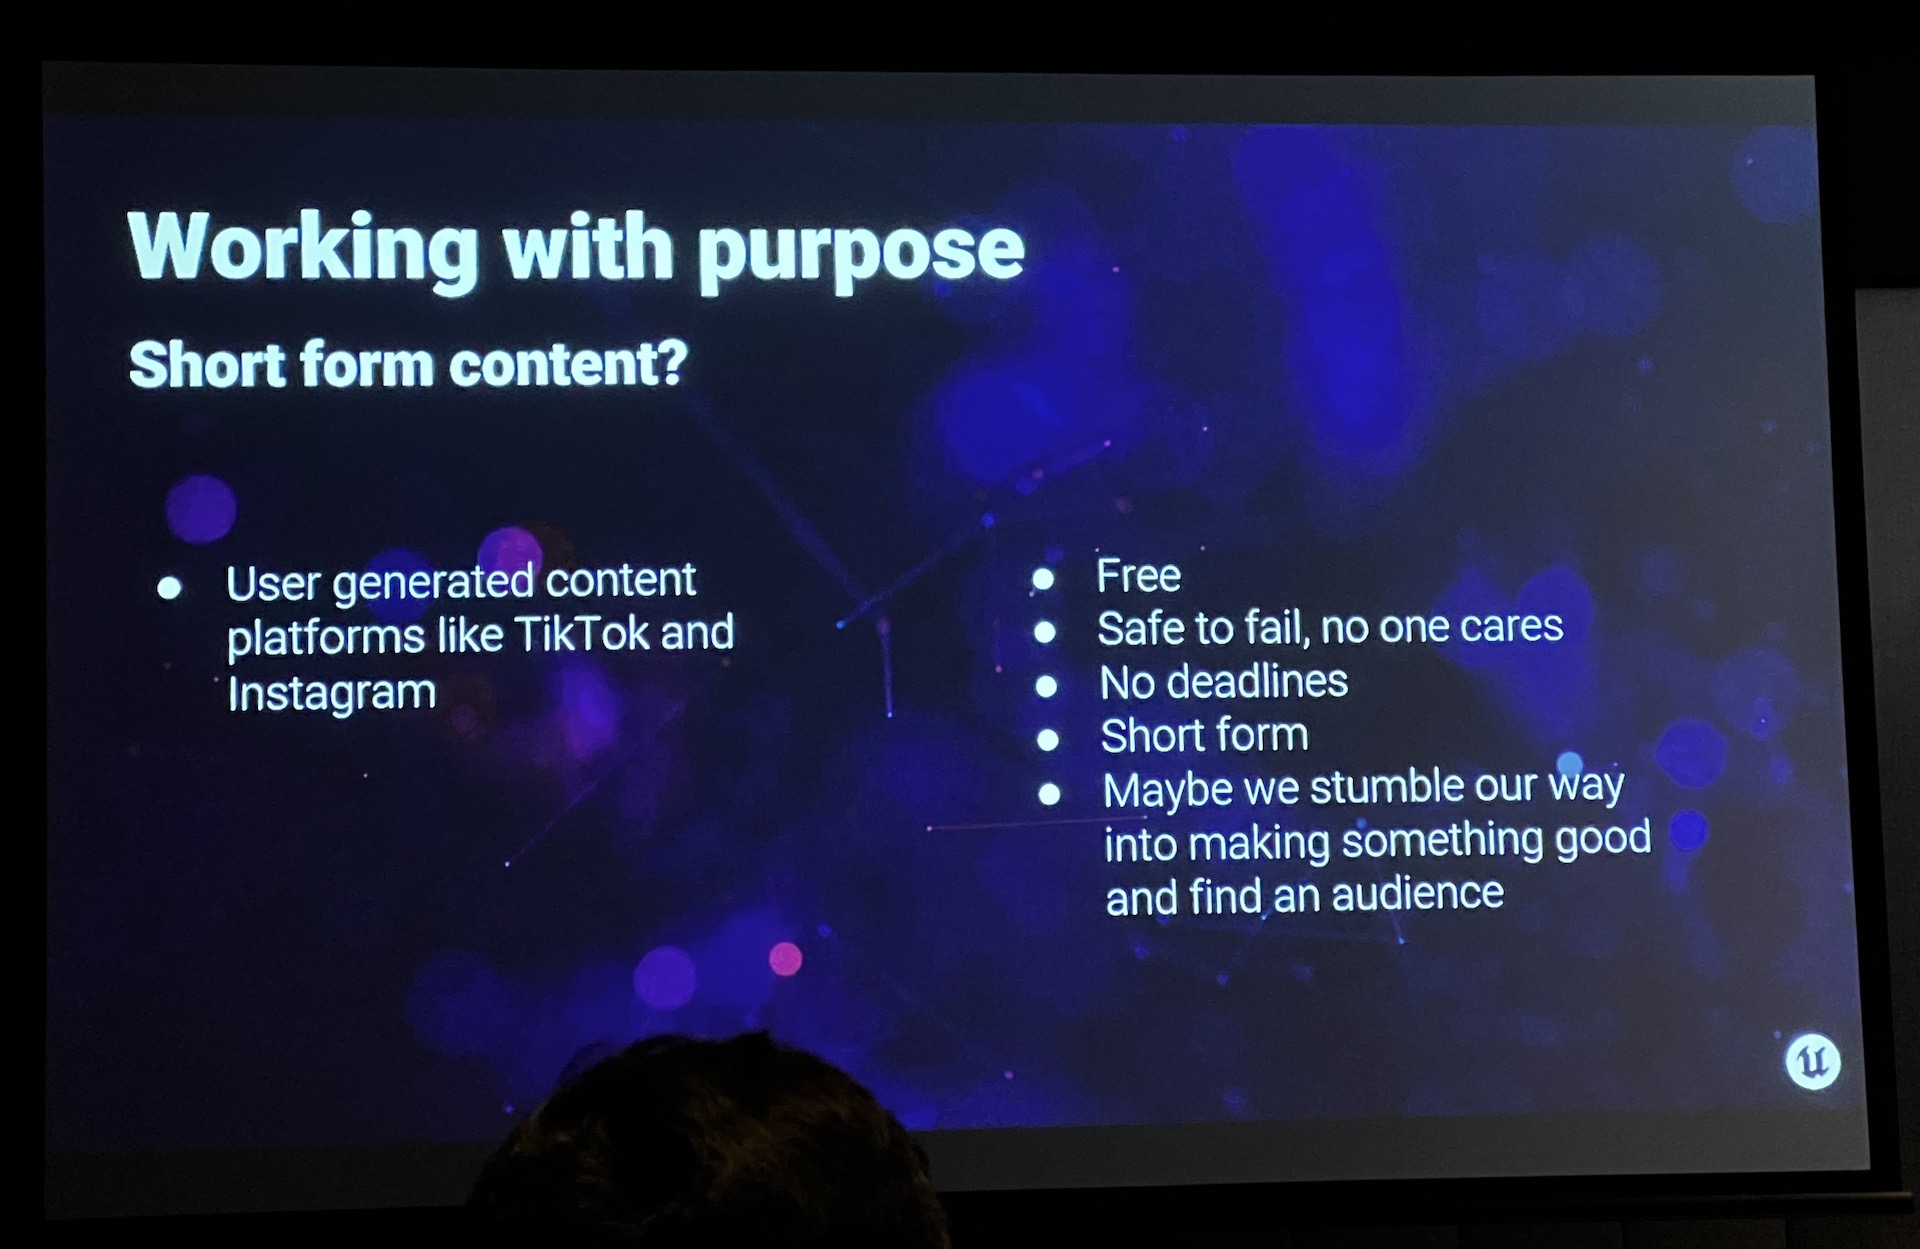 Working with purpose
Short form content?
User generated content
platforms like TikTok and
Instagram
Free
Safe to fail, no one cares
No deadlines
Short form
Maybe we stumble our way
into making something good
and find an audience